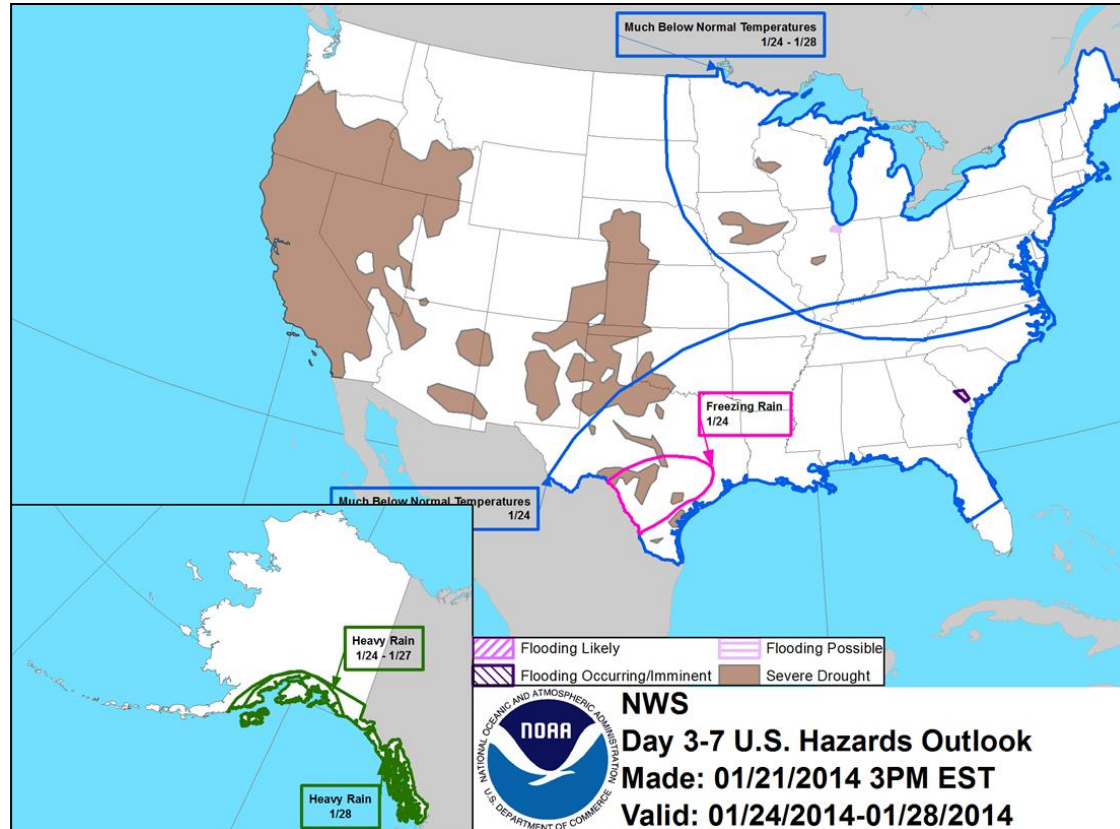 Much Below Normal Temperatures
1/24 - 1/28
Freezing Rain
1/24
Much Below Normal Temperatures
1/24
Heavy Rain
1/24 - 1/27
Heavy Rain
1/28
Flooding Likely
Flooding Possible
Flooding Occurring/Imminent
Severe Drought
NATIONAL OCEANIC AND ATMOSPHERIC ADMINISTRATION
NOAA
U.S. DEPARTMENT OF COMMERCE
NWS
Day 3-7 U.S. Hazards Outlook
Made: 01/21/2014 3PM EST
Valid: 01/24/2014-01/28/2014